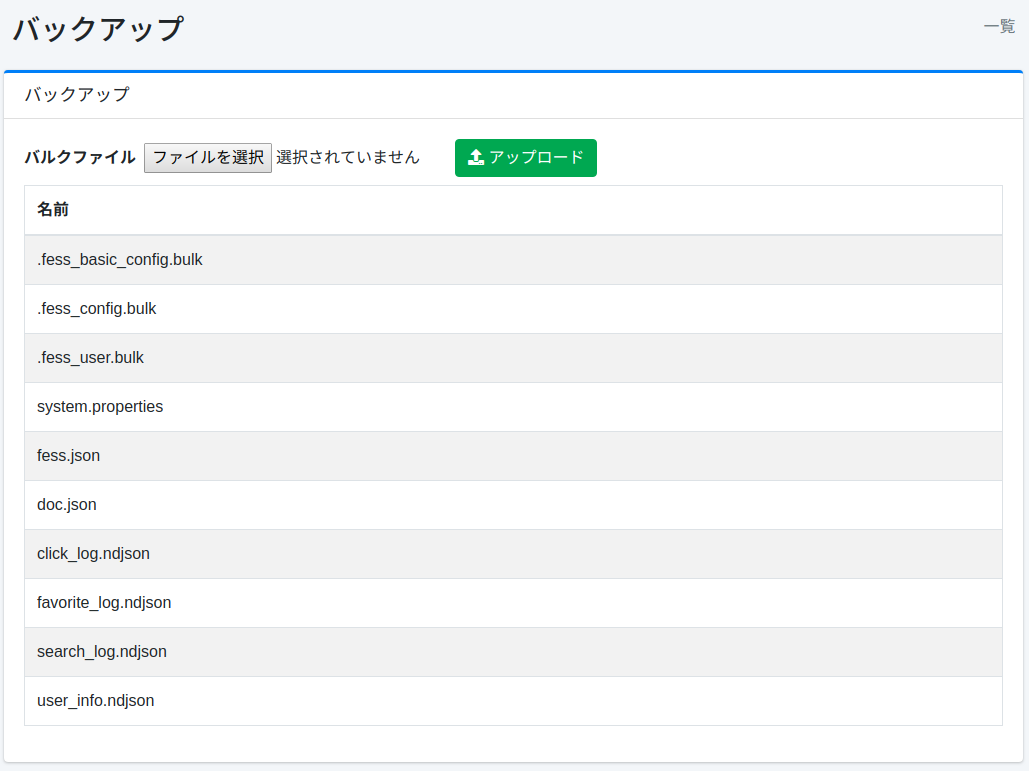 バックアップ
一覧
バックアップ
バルクファイル ファイルを選択 選択されていません アップロード
名前
.fess_basic_config.bulk
.fess_config.bulk
.fess_user.bulk
system.properties
fess.json
doc.json
click_log.ndjson
favorite_log.ndjson
search_log.ndjson
user_info.ndjson